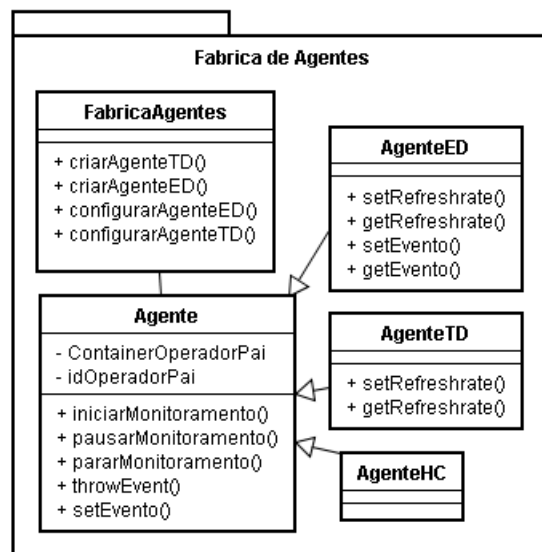 Fabrica de Agentes
FabricaAgentes
+ criarAgenteTD()
+ criarAgenteED()
+ configurarAgenteED()
+ configurarAgenteTD()
AgenteED
+ setRefreshrate()
+ getRefreshrate()
+ setEvento()
+ getEvento()
Agente
- ContainerOperadorPai
- idOperadorPai
+ iniciarMonitoramento()
+ pausarMonitoramento()
+ pararMonitoramento()
+ throwEvent()
+ setEvento()
AgenteTD
+ setRefreshrate()
+ getRefreshrate()
AgenteHC